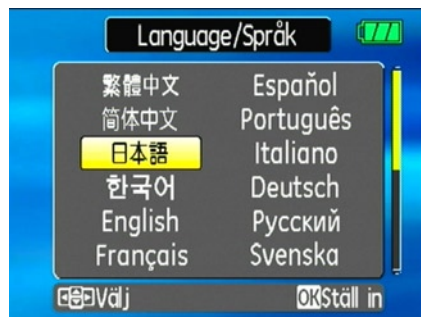 Language/Språk
繁體中文 Español
简体中文 Português
日本語 Italiano
한국어 Deutsch
English Русский
Français Svenska
Välj OK Ställ in